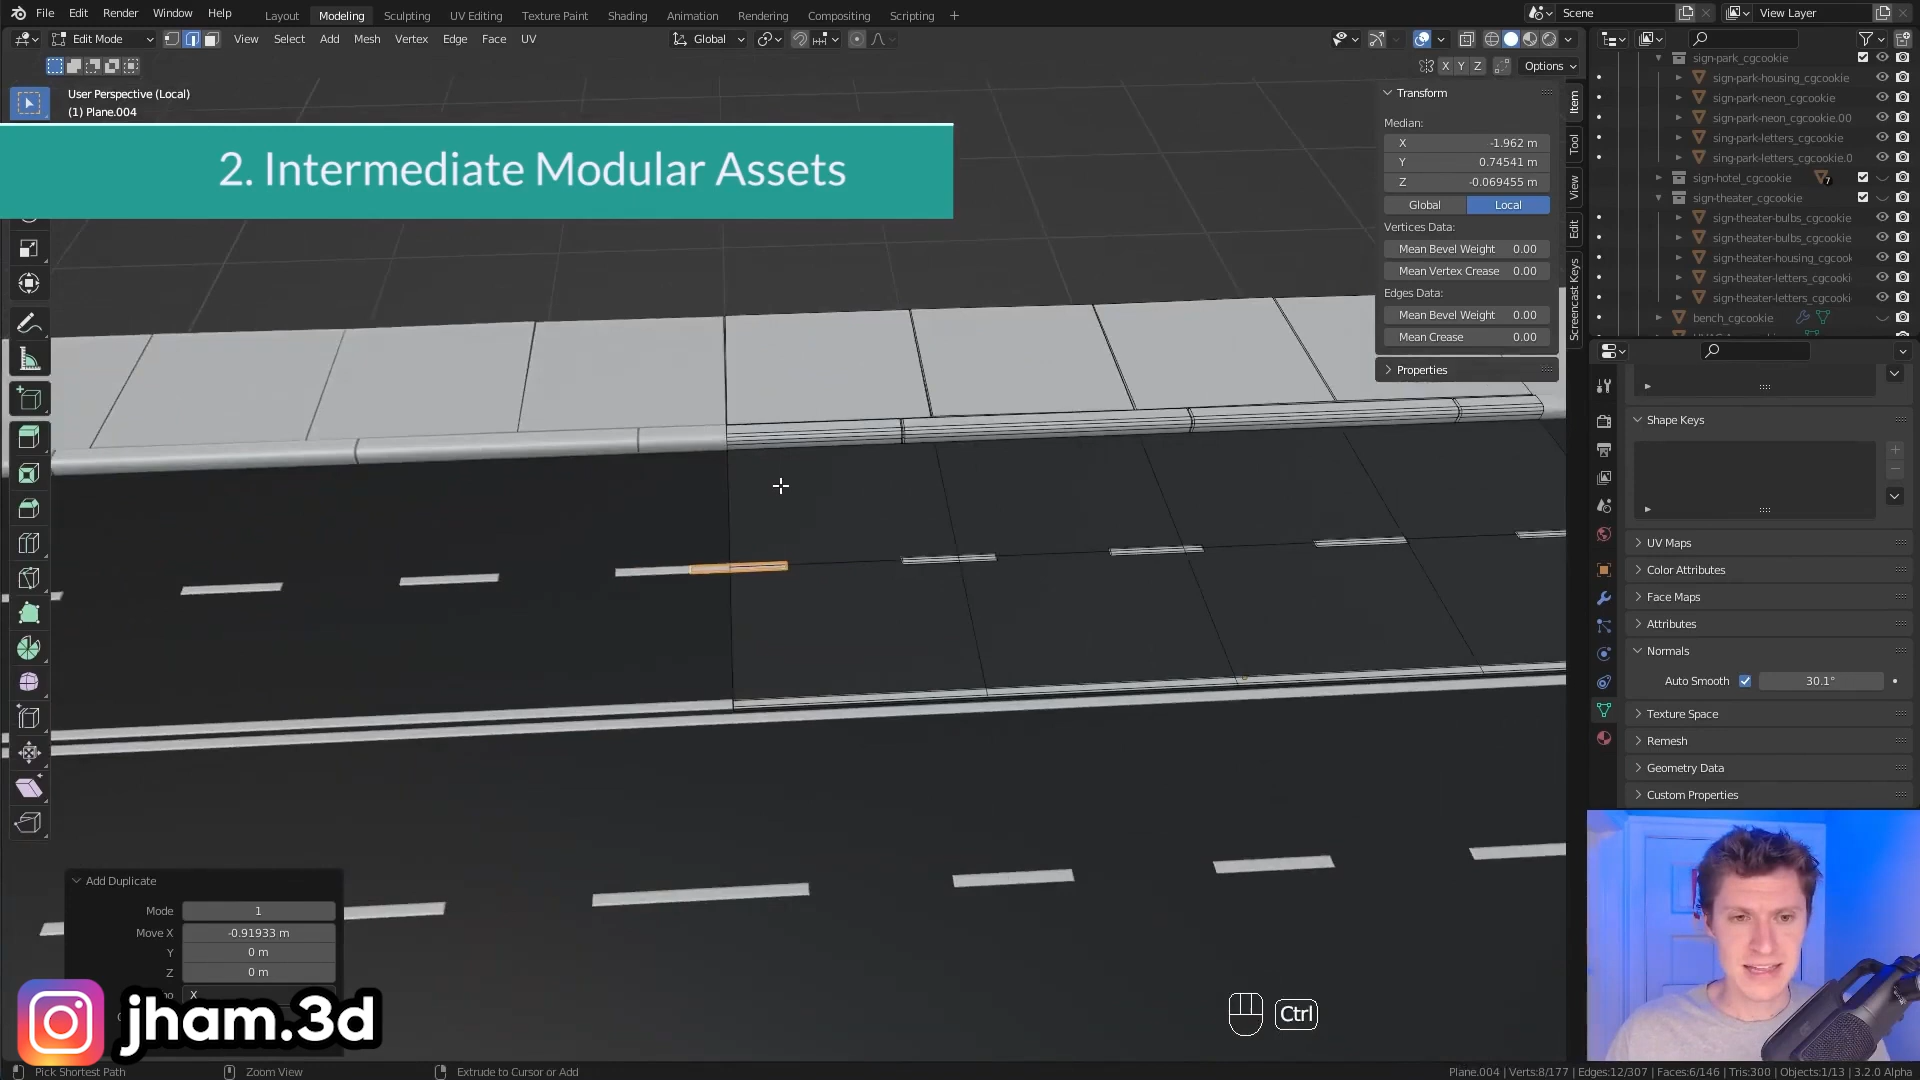 File Edit Render Window Help
Layout Modeling Sculpting UV Editing Texture Paint Shading Animation Rendering Compositing Scripting +
Scene
View Layer
Edit Mode
View Select Add Mesh Vertex Edge Face UV
Global
X Y Z
Options
User Perspective (Local)
(1) Plane.004
2. Intermediate Modular Assets
Transform
Median:
X -1.962 m
Y 0.74541 m
Z -0.069455 m
Global Local
Vertices Data:
Mean Bevel Weight 0.00
Mean Vertex Crease 0.00
Edges Data:
Mean Bevel Weight 0.00
Mean Crease 0.00
Properties
Item
Tool
View
Edit
Screencast Keys
sign-park_cgcookie
sign-park-housing_cgcookie
sign-park-neon_cgcookie
sign-park-neon_cgcookie.00
sing-park-letters_cgcookie
sing-park-letters_cgcookie.0
sign-hotel_cgcookie 7
sign-theater_cgcookie
sign-theater-bulbs_cgcookie
sign-theater-bulbs_cgcookie
sign-theater-housing_cgcook
sign-theater-letters_cgcooki
sign-theater-letters_cgcooki
bench_cgcookie
Shape Keys
UV Maps
Color Attributes
Face Maps
Attributes
Normals
Auto Smooth 30.1°
Texture Space
Remesh
Geometry Data
Custom Properties
Add Duplicate
Mode 1
Move X -0.91933 m
Y 0 m
Z 0 m
X
jham.3d
Ctrl
Pick Shortest Path
Zoom View
Extrude to Cursor or Add
Plane.004 | Verts:8/177 | Edges:12/307 | Faces:6/146 | Tris:300 | Objects:1/13 | 3.2.0 Alpha